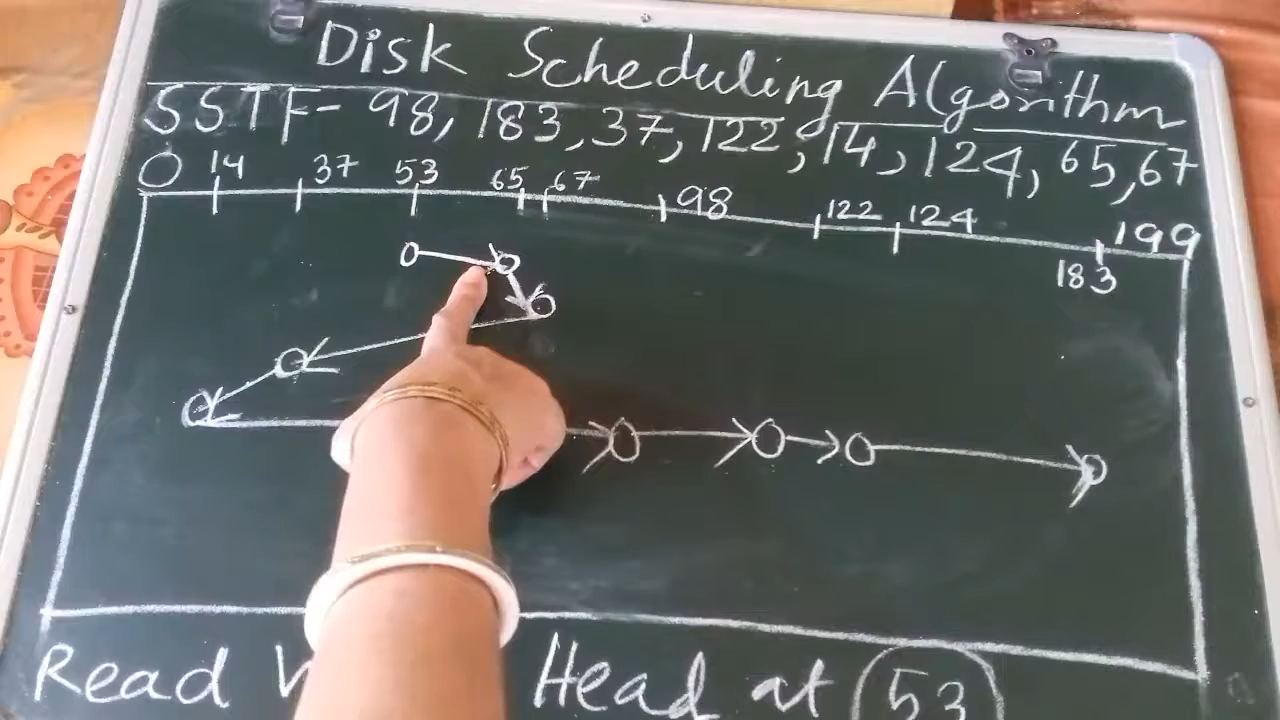 Disk Scheduling Algorithm
SSTF- 98, 183, 37, 122, 14, 124, 65, 67
0 14 37 53 65 67 98 122 124 183 199
Read Head at 53